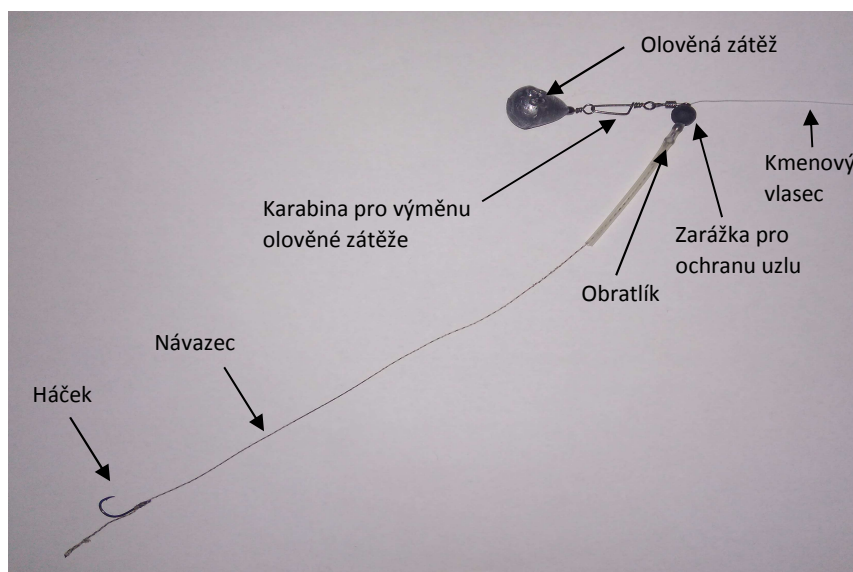 Olověná zátěž
Kmenový
vlasec
Karabina pro výměnu
olověné zátěže
Zarážka pro
ochranu uzlu
Obratlík
Návazec
Háček